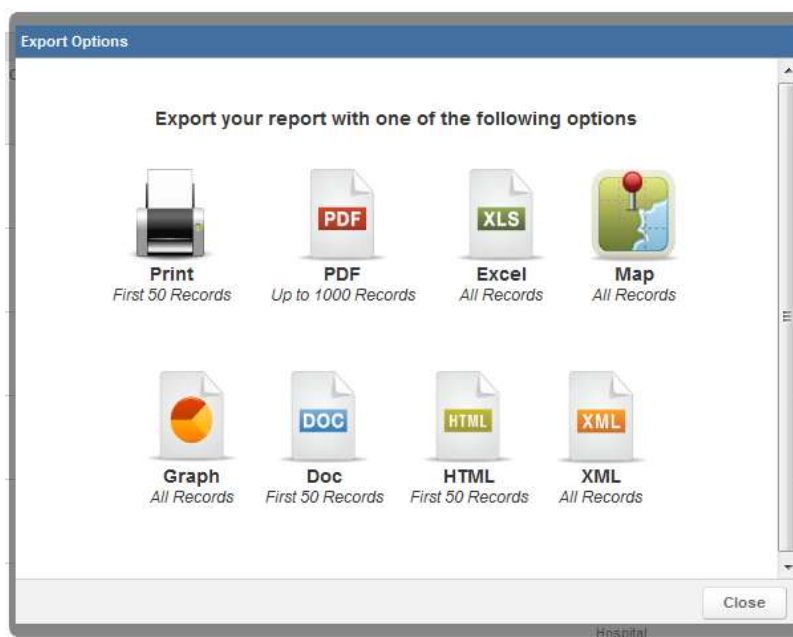 Export Options
Export your report with one of the following options
PDF
XLS
Print
PDF
Excel
Map
First 50 Records
Up to 1000 Records
All Records
All Records
DOC
HTML
XML
Graph
Doc
HTML
XML
All Records
First 50 Records
First 50 Records
All Records
Close
Hospital